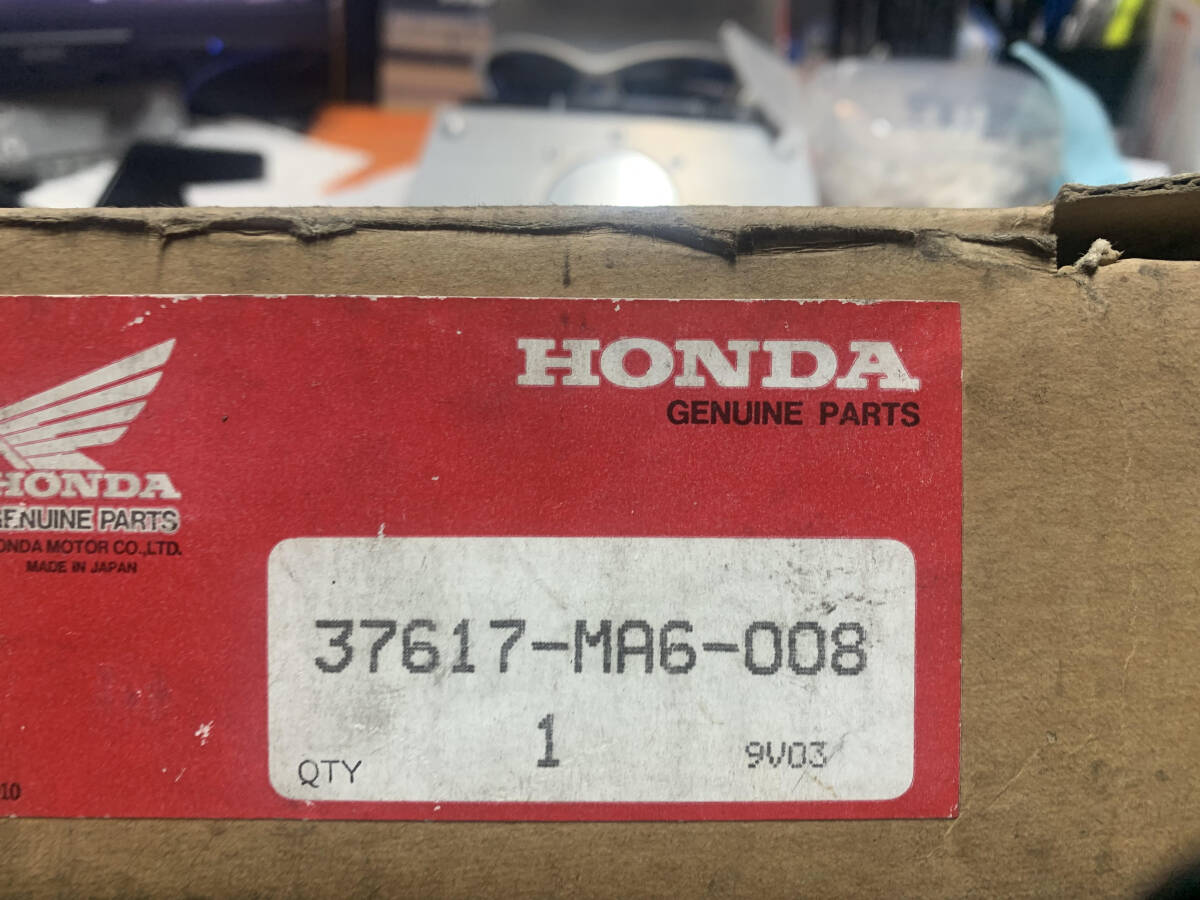 HONDA
GENUINE PARTS
HONDA
GENUINE PARTS
HONDA MOTOR CO.,LTD.
MADE IN JAPAN
37617-MA6-008
1
QTY
9V03
10